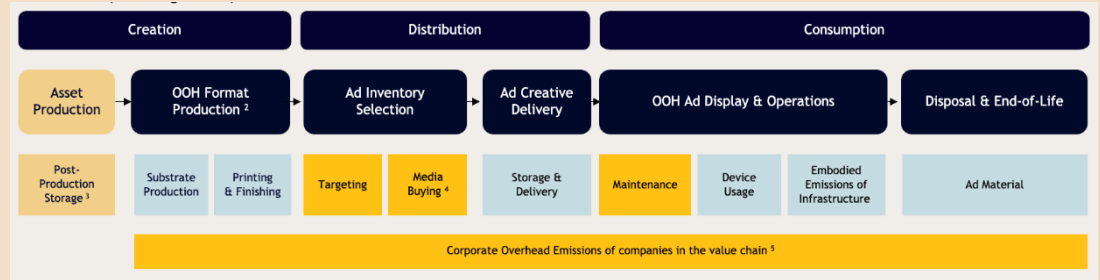 Creation
Distribution
Consumption
Asset
Production
OOH Format
Production 2
Ad Inventory
Selection
Ad Creative
Delivery
OOH Ad Display & Operations
Disposal & End-of-Life
Post-
Production
Storage 3
Substrate
Production
Printing
& Finishing
Targeting
Media
Buying 4
Storage &
Delivery
Maintenance
Device
Usage
Embodied
Emissions of
Infrastructure
Ad Material
Corporate Overhead Emissions of companies in the value chain 5